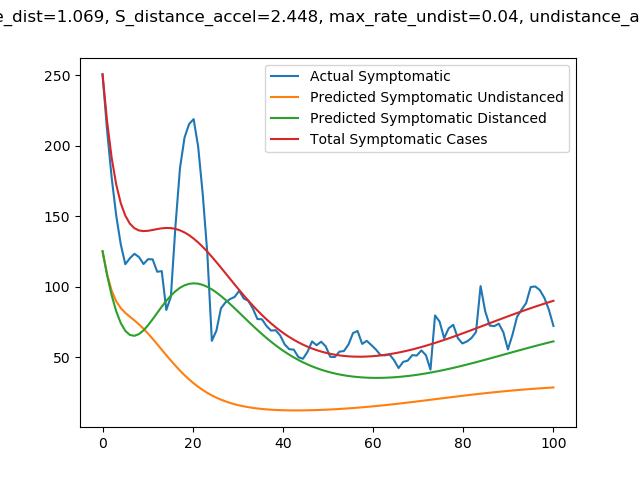 e_dist=1.069, S_distance_accel=2.448, max_rate_undist=0.04, undistance_a
250
200
150
100
50
0
20
40
60
80
100
Actual Symptomatic
Predicted Symptomatic Undistanced
Predicted Symptomatic Distanced
Total Symptomatic Cases